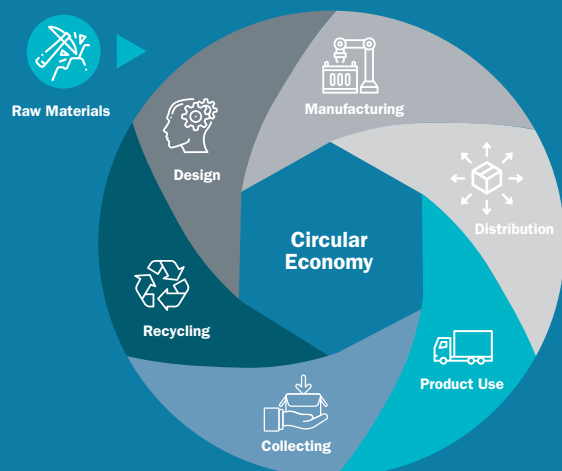 Raw Materials
Design
Manufacturing
Distribution
Product Use
Collecting
Recycling
Circular
Economy